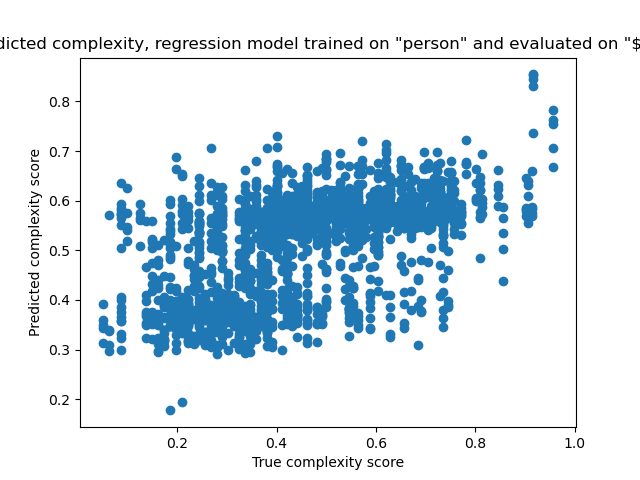 dicted complexity, regression model trained on "person" and evaluated on "$
0.8
0.7
0.6
0.5
0.4
0.3
0.2
Predicted complexity score
0.2 0.4 0.6 0.8 1.0
True complexity score